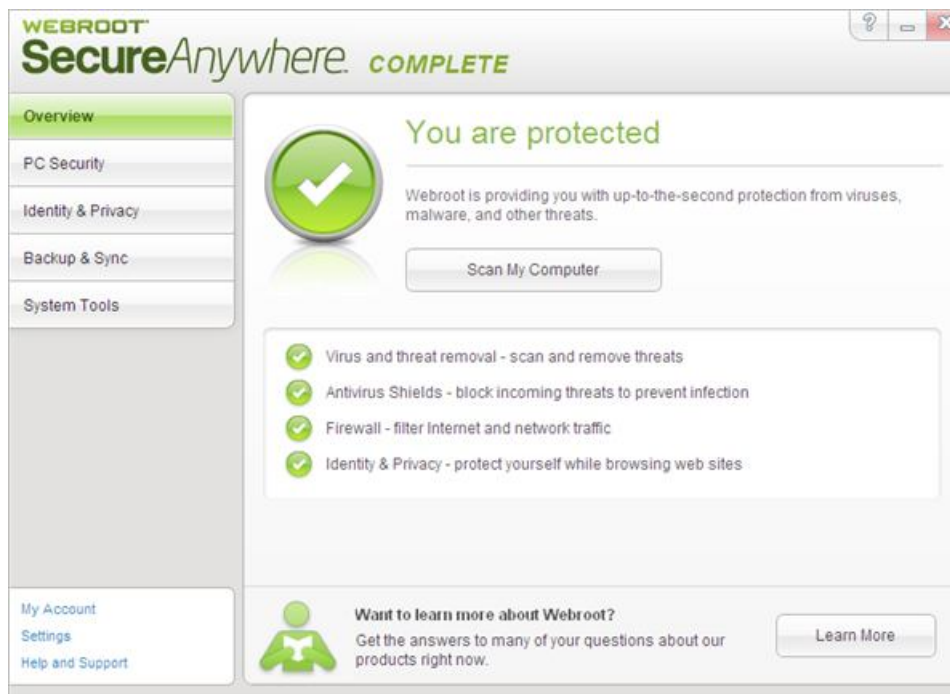 WEBROOT
SecureAnywhere. COMPLETE
?
Overview
PC Security
Identity & Privacy
Backup & Sync
System Tools
You are protected
Webroot is providing you with up-to-the-second protection from viruses,
malware, and other threats.
Scan My Computer
Virus and threat removal - scan and remove threats
Antivirus Shields - block incoming threats to prevent infection
Firewall - filter Internet and network traffic
Identity & Privacy - protect yourself while browsing web sites
My Account
Settings
Help and Support
Want to learn more about Webroot?
Get the answers to many of your questions about our
products right now.
Learn More